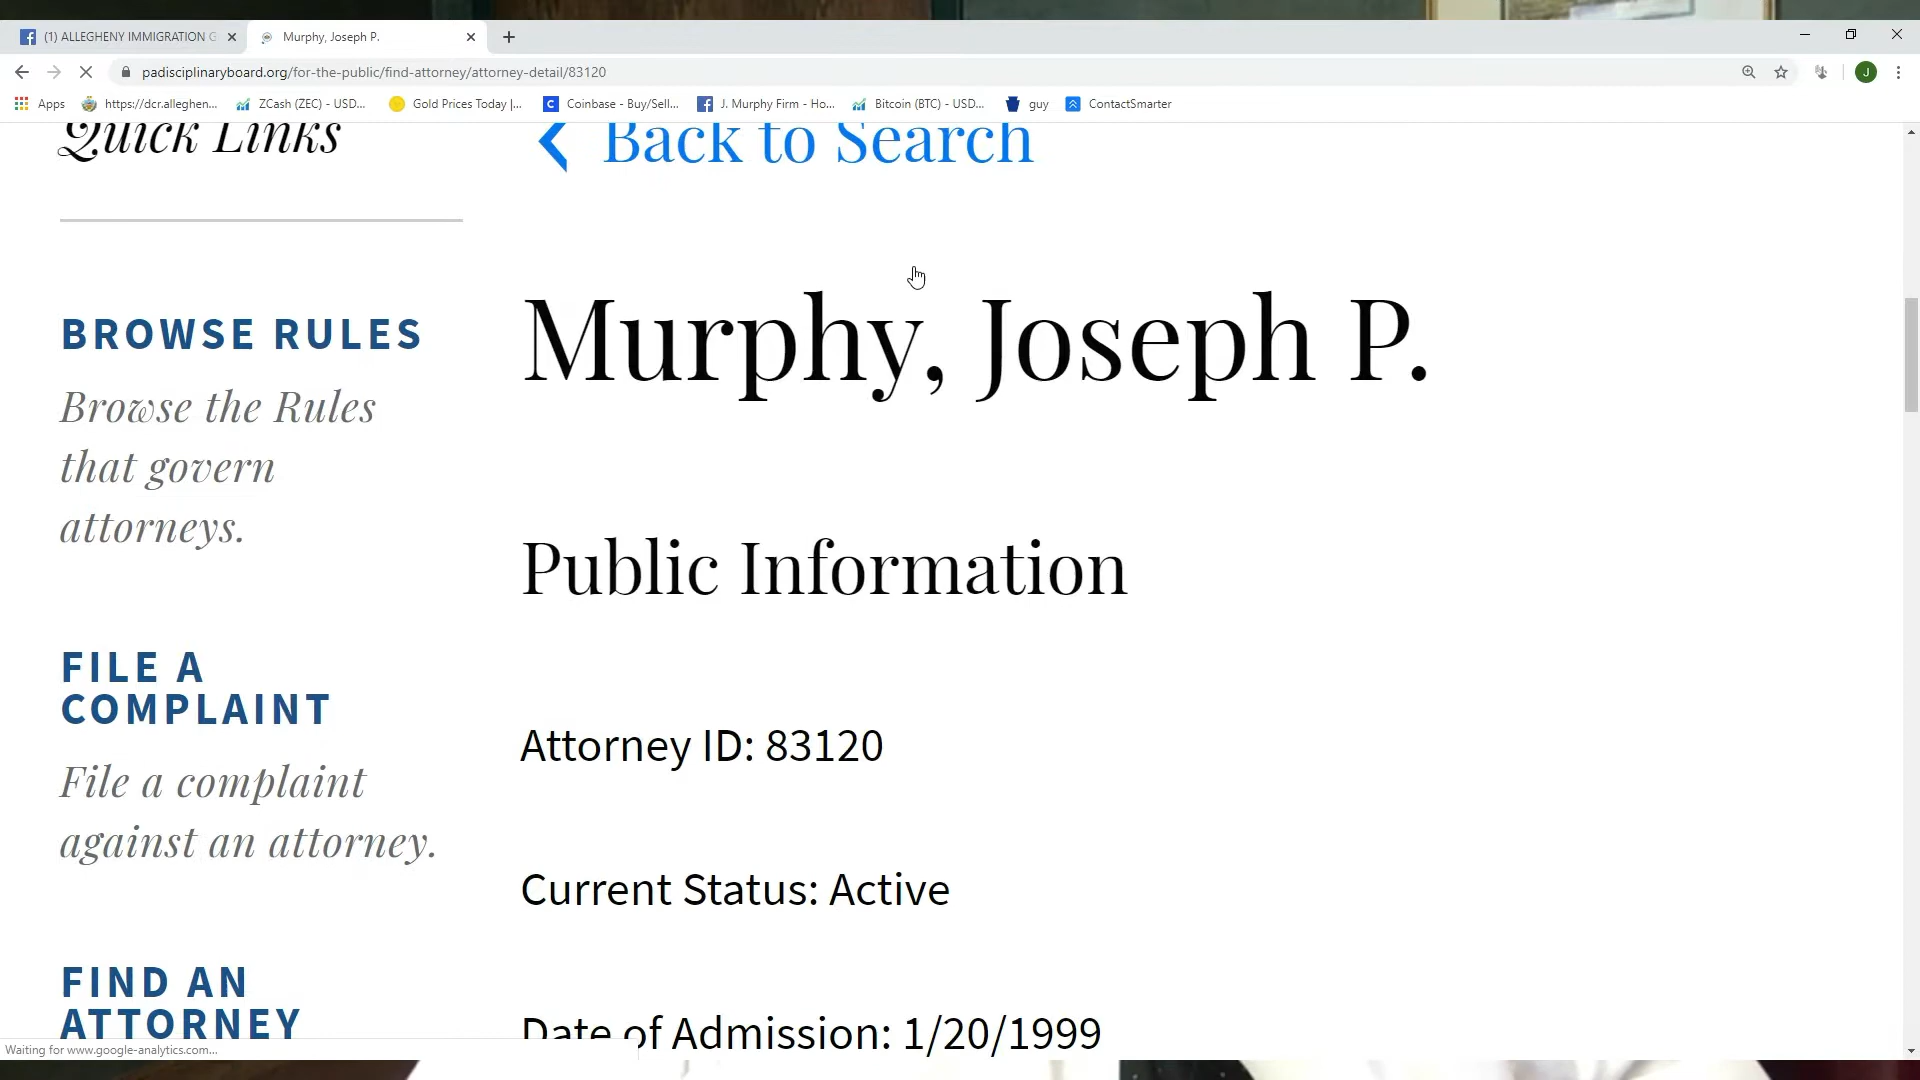 (1) ALLEGHENY IMMIGRATION G
Murphy, Joseph P.
padisciplinaryboard.org/for-the-public/find-attorney/attorney-detail/83120
J
Apps
https://dcr.alleghen...
ZCash (ZEC) - USD...
Gold Prices Today |...
Coinbase - Buy/Sell...
J. Murphy Firm - Ho...
Bitcoin (BTC) - USD...
guy
ContactSmarter
Quick Links
Back to Search
Murphy, Joseph P.
BROWSE RULES
Browse the Rules
that govern
attorneys.
Public Information
FILE A
COMPLAINT
File a complaint
against an attorney.
Attorney ID: 83120
Current Status: Active
FIND AN
ATTORNEY
Date of Admission: 1/20/1999
Waiting for www.google-analytics.com...